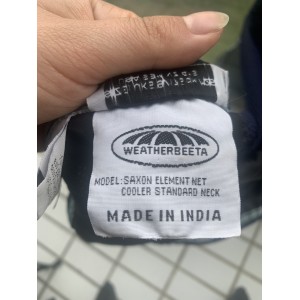 WEATHERBEETA
MODEL:SAXON ELEMENT NET
COOLER STANDARD NECK
MADE IN INDIA